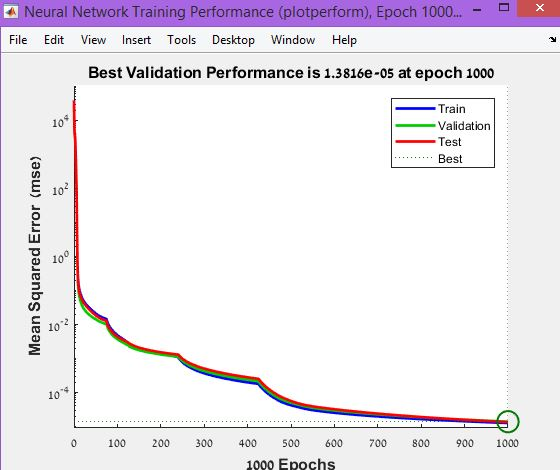 Neural Network Training Performance (plotperform), Epoch 1000...
File Edit View Insert Tools Desktop Window Help
Best Validation Performance is 1.3816e-05 at epoch 1000
Train
Validation
Test
Best
Mean Squared Error (mse)
10^4
10^2
10^0
10^-2
10^-4
0 100 200 300 400 500 600 700 800 900 1000
1000 Epochs